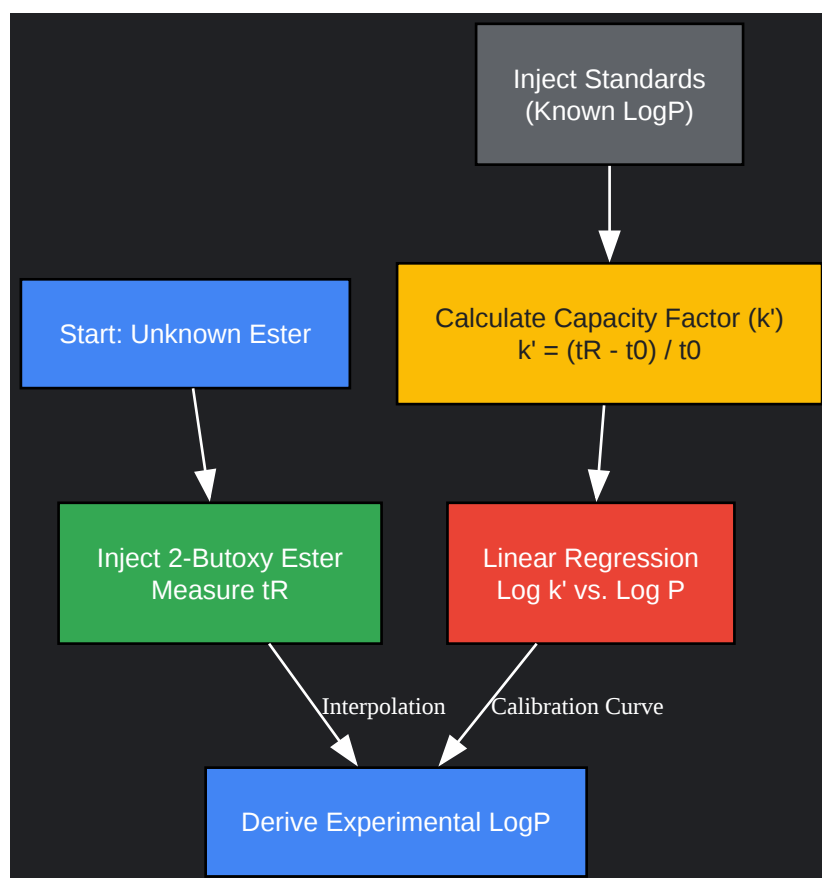 Inject Standards
(Known LogP)
Calculate Capacity Factor (k')
k' = (tR - t0) / t0
Start: Unknown Ester
Inject 2-Butoxy Ester
Measure tR
Linear Regression
Log k' vs. Log P
Interpolation
Calibration Curve
Derive Experimental LogP